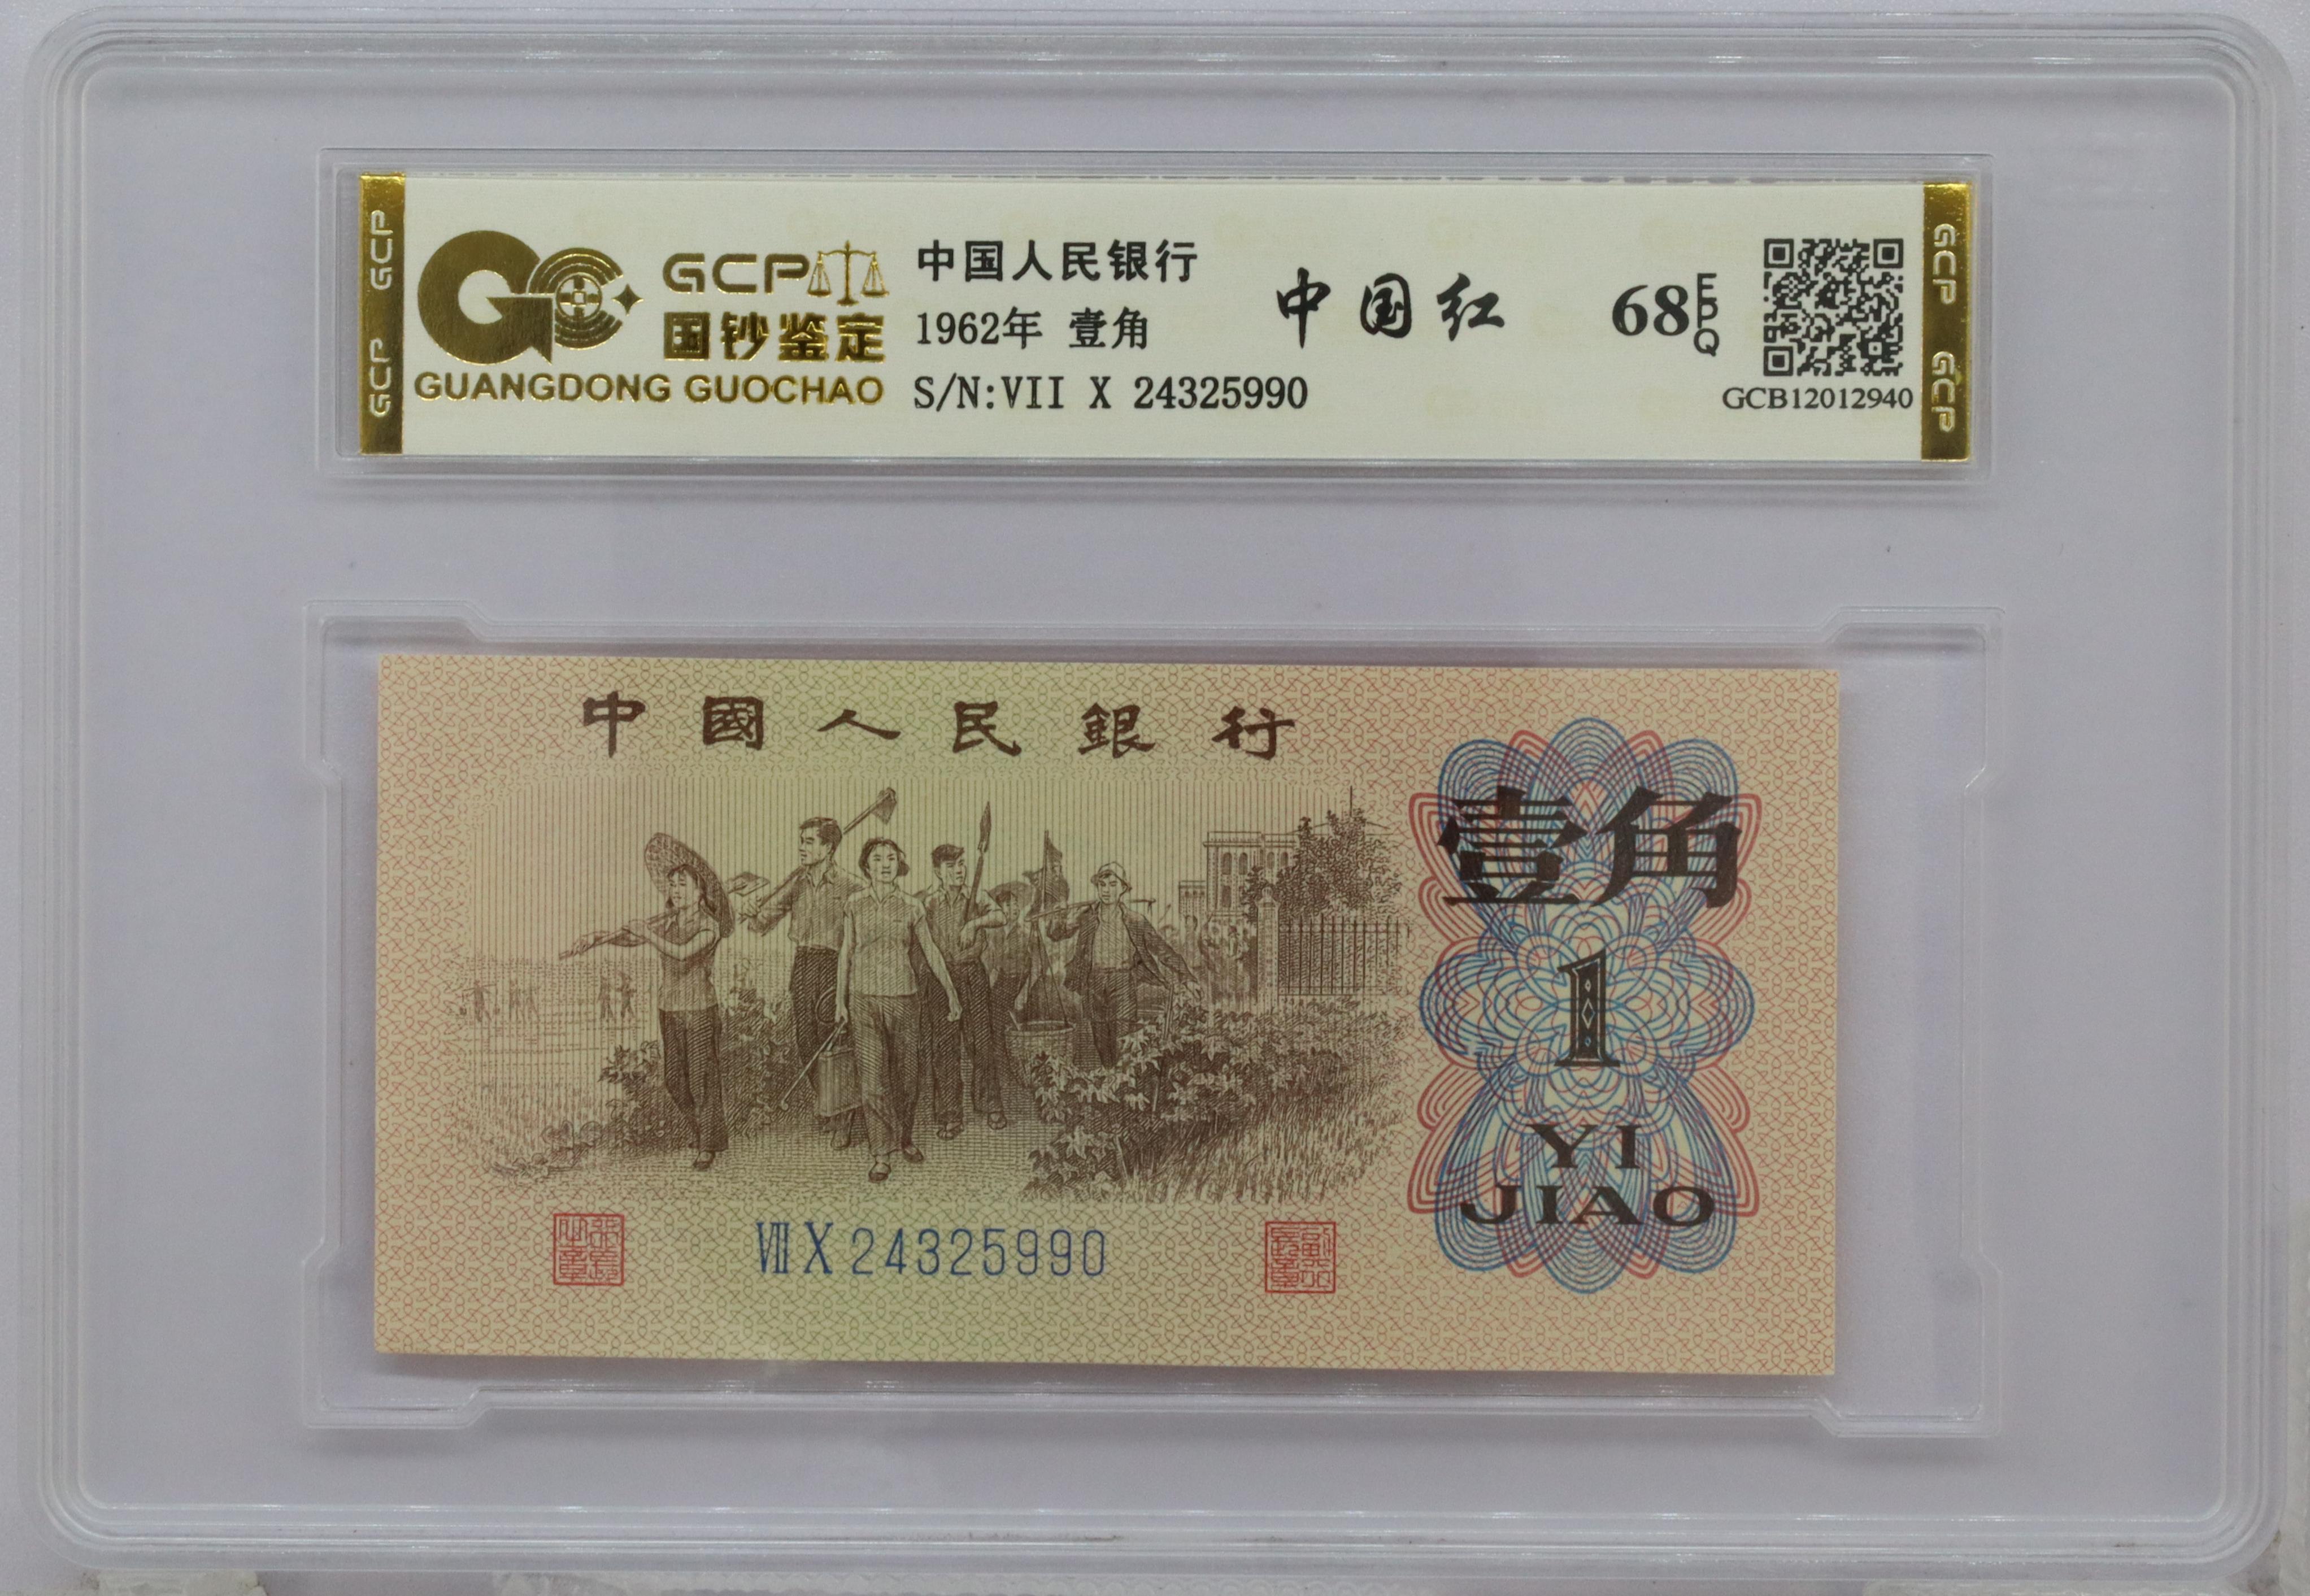 GCP GCP
GCP
国钞鉴定
GUANGDONG GUOCHAO
中国人民银行
1962年 壹角
S/N:VII X 24325990
中国红
68 EPQ
GCB12012940
GCP GCP
中國人民銀行
壹角
1
YI
JIAO
VII X 24325990